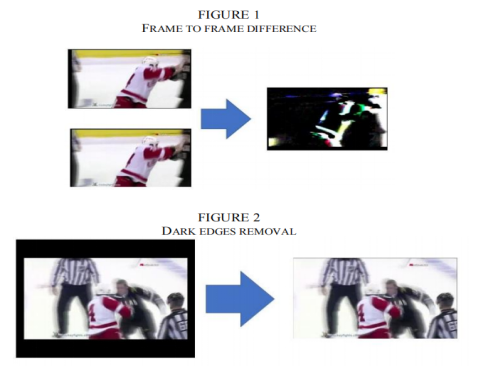 FIGURE 1
FRAME TO FRAME DIFFERENCE
FIGURE 2
DARK EDGES REMOVAL